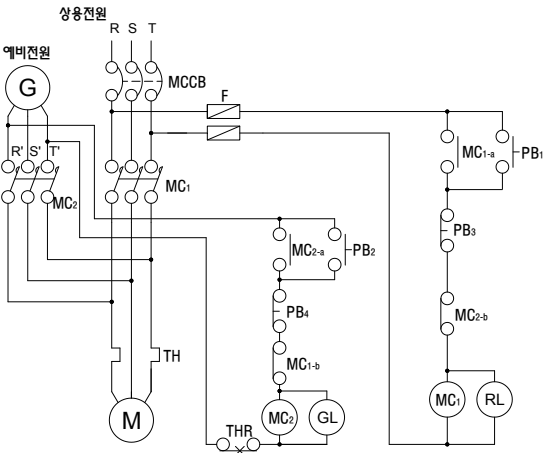 상용전원
R S T
예비전원
G
MCCB
F
R' S' T'
MC2
MC1
MC1-a
PB1
MC2-a
PB2
PB3
PB4
MC1-b
MC2-b
TH
M
THR
MC2
GL
MC1
RL